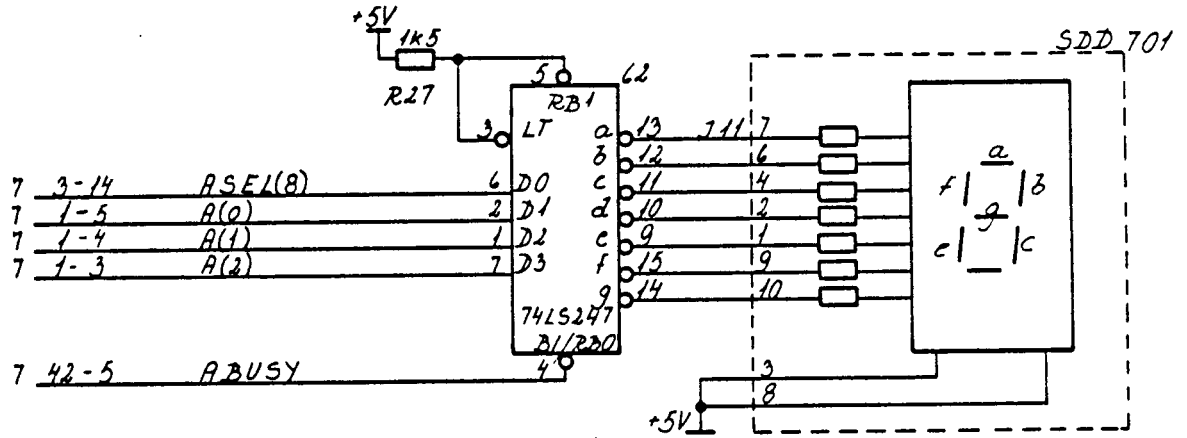 +5V
1K5
R27
5
62
RB1
3
LT
SDD 701
a 13 J11 7
b 12 6
c 11 4
d 10 2
e 9 1
f 15 9
g 14 10
7 3-14 ASEL(8) 6 D0
7 1-5 A(0) 2 D1
7 1-4 A(1) 1 D2
7 1-3 A(2) 7 D3
74LS247
BI/RBO
7 42-5 ABUSY 4
a
f b
g
e c
3
8
+5V